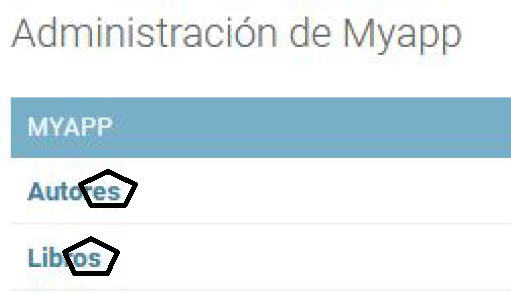 Administración de Myapp
MYAPP
Autores
Libros